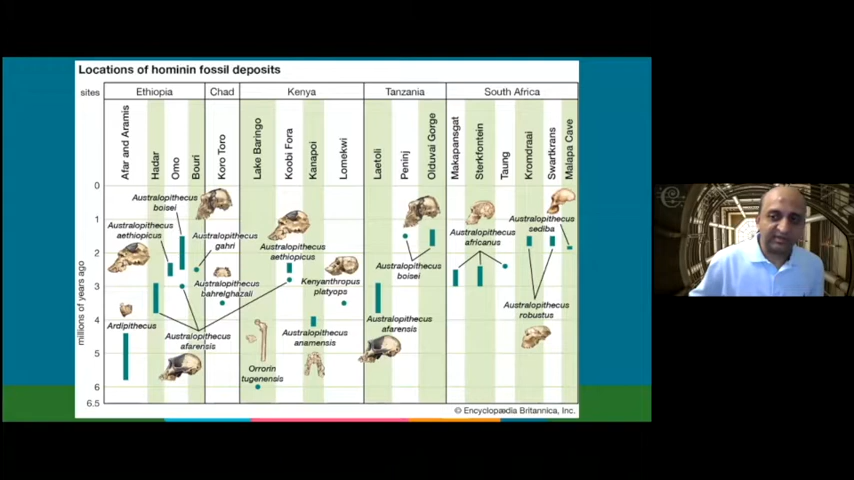 Locations of hominin fossil deposits
sites
Ethiopia
Chad
Kenya
Tanzania
South Africa
Afar and Aramis
Hadar
Omo
Bouri
Koro Toro
Lake Baringo
Koobi Fora
Kanapoi
Lomekwi
Laetoli
Peninj
Olduvai Gorge
Makapansgat
Sterkfontein
Taung
Kromdraai
Swartkrans
Malapa Cave
millions of years ago
0
1
2
3
4
5
6
6.5
Australopithecus
boisei
Australopithecus
aethiopicus
Australopithecus
gahri
Australopithecus
bahrelghazali
Ardipithecus
Australopithecus
afarensis
Australopithecus
aethiopicus
Kenyanthropus
platyops
Australopithecus
anamensis
Orrorin
tugenensis
Australopithecus
boisei
Australopithecus
afarensis
Australopithecus
africanus
Australopithecus
sediba
Australopithecus
robustus
© Encyclopædia Britannica, Inc.